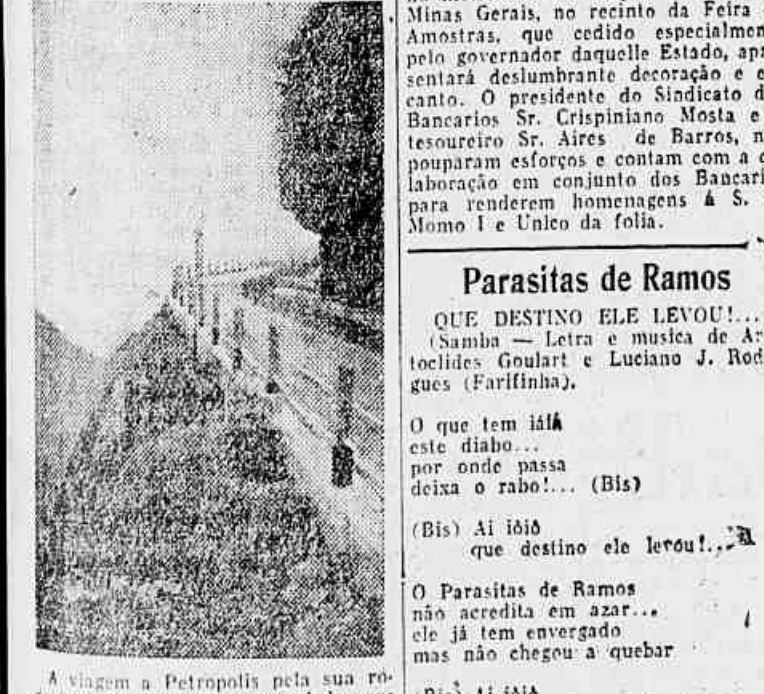 Minas Gerais, no recinto da Feira
Amostras, que cedido especialmen
pelo governador daquelle Estado, apr
sentará deslumbrante decoração e e
canto. O presidente do Sindicato d
Bancarios Sr. Crispiniano Mosta e
tesoureiro Sr. Aires de Barros, n
pouparam esforços e contam com a c
laboração em conjunto dos Bancari
para renderem homenagens á S.
Momo I e Unico da folia.
Parasitas de Ramos
QUE DESTINO ELE LEVOU!...
(Samba — Letra e musica de Ar
toclides Goulart e Luciano J. Rod
gues (Farifinha).
O que tem iáiá
este diabo...
por onde passa
deixa o rabo!... (Bis)
(Bis) Ai iôiô
que destino ele levou!...
O Parasitas de Ramos
não acredita em azar...
ele já tem envergado
mas não chegou a quebar
(Bis) Ai iáiá
A viagem a Petropolis pela sua ro-